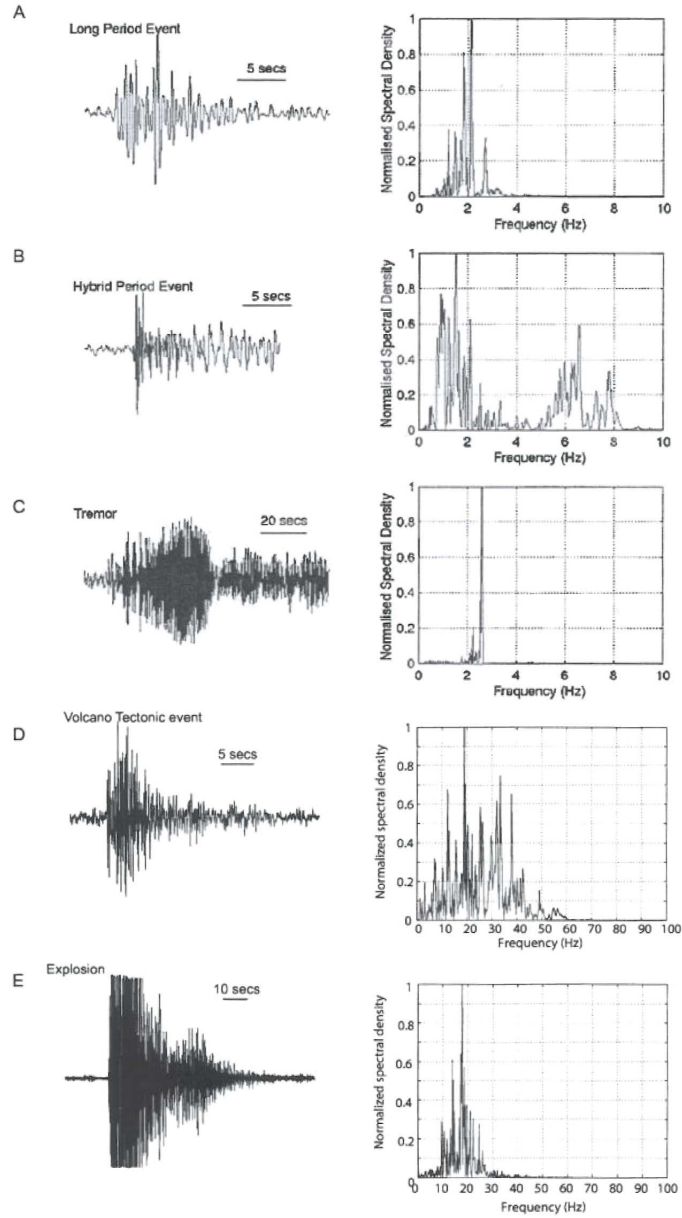 A
Long Period Event
5 secs
Normalised Spectral Density
1
0.8
0.6
0.4
0.2
0
0 2 4 6 8 10
Frequency (Hz)
B
Hybrid Period Event
5 secs
Normalised Spectral Density
1
0.8
0.6
0.4
0.2
0
0 2 4 6 8 10
Frequency (Hz)
C
Tremor
20 secs
Normalised Spectral Density
1
0.8
0.6
0.4
0.2
0
0 2 4 6 8 10
Frequency (Hz)
D
Volcano Tectonic event
5 secs
Normalized spectral density
1
0.8
0.6
0.4
0.2
0
0 10 20 30 40 50 60 70 80 90 100
Frequency (Hz)
E
Explosion
10 secs
Normalized spectral density
1
0.8
0.6
0.4
0.2
0
10 20 30 40 50 60 70 80 90 100
Frequency (Hz)